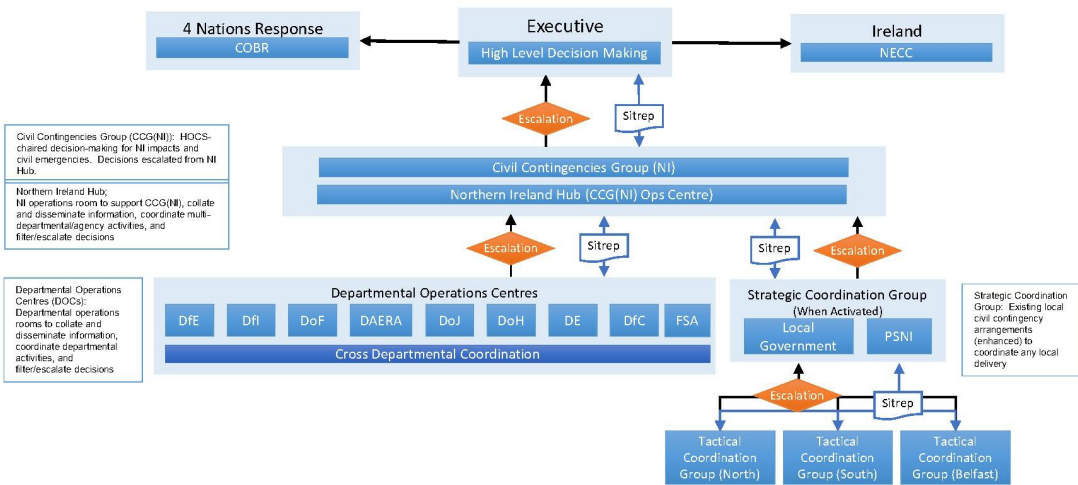 4 Nations Response
COBR
Executive
High Level Decision Making
Ireland
NECC
Escalation
Sitrep
Civil Contingencies Group (CCG(NI)): HOCS-
chaired decision-making for NI impacts and
civil emergencies. Decisions escalated from NI
Hub.
Northern Ireland Hub;
NI operations room to support CCG(NI), collate
and disseminate information, coordinate multi-
departmental/agency activities, and
filter/escalate decisions
Civil Contingencies Group (NI)
Northern Ireland Hub (CCG(NI) Ops Centre)
Escalation
Sitrep
Sitrep
Escalation
Departmental Operations
Centres (DOCs):
Departmental operations
rooms to collate and
disseminate information,
coordinate departmental
activities, and
filter/escalate decisions
Departmental Operations Centres
DfE
DfI
DoF
DAERA
DoJ
DoH
DE
DfC
FSA
Cross Departmental Coordination
Strategic Coordination Group
(When Activated)
Local
Government
PSNI
Strategic Coordination
Group: Existing local
civil contingency
arrangements
(enhanced) to
coordinate any local
delivery
Escalation
Sitrep
Tactical
Coordination
Group (North)
Tactical
Coordination
Group (South)
Tactical
Coordination
Group (Belfast)